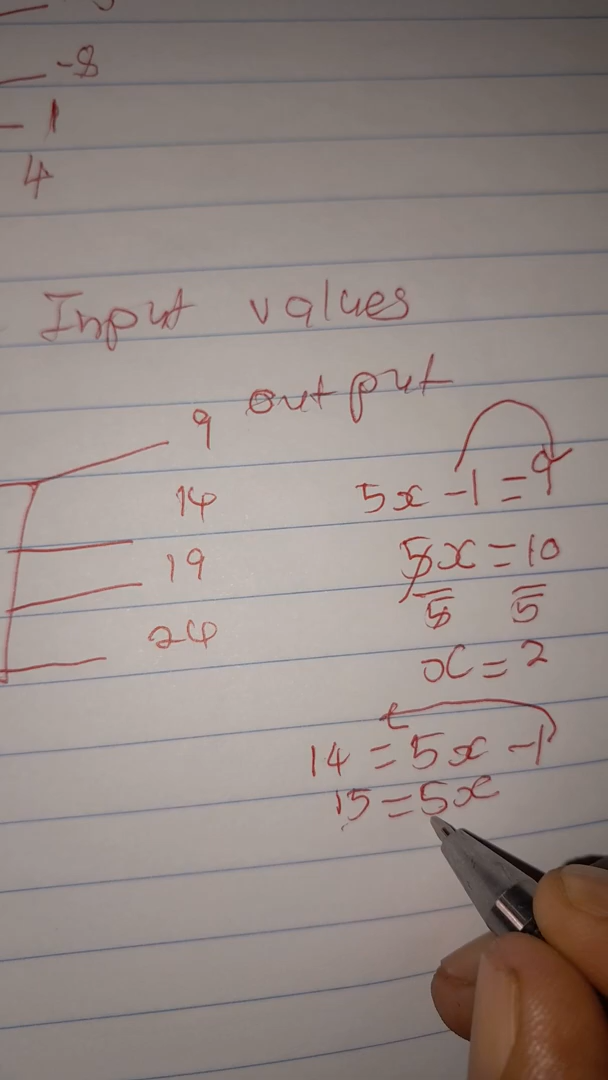 -8
1
4
Input values
output
9
14
19
24
5x - 1 = 9
5x = 10
5 5
x = 2
14 = 5x - 1
15 = 5x